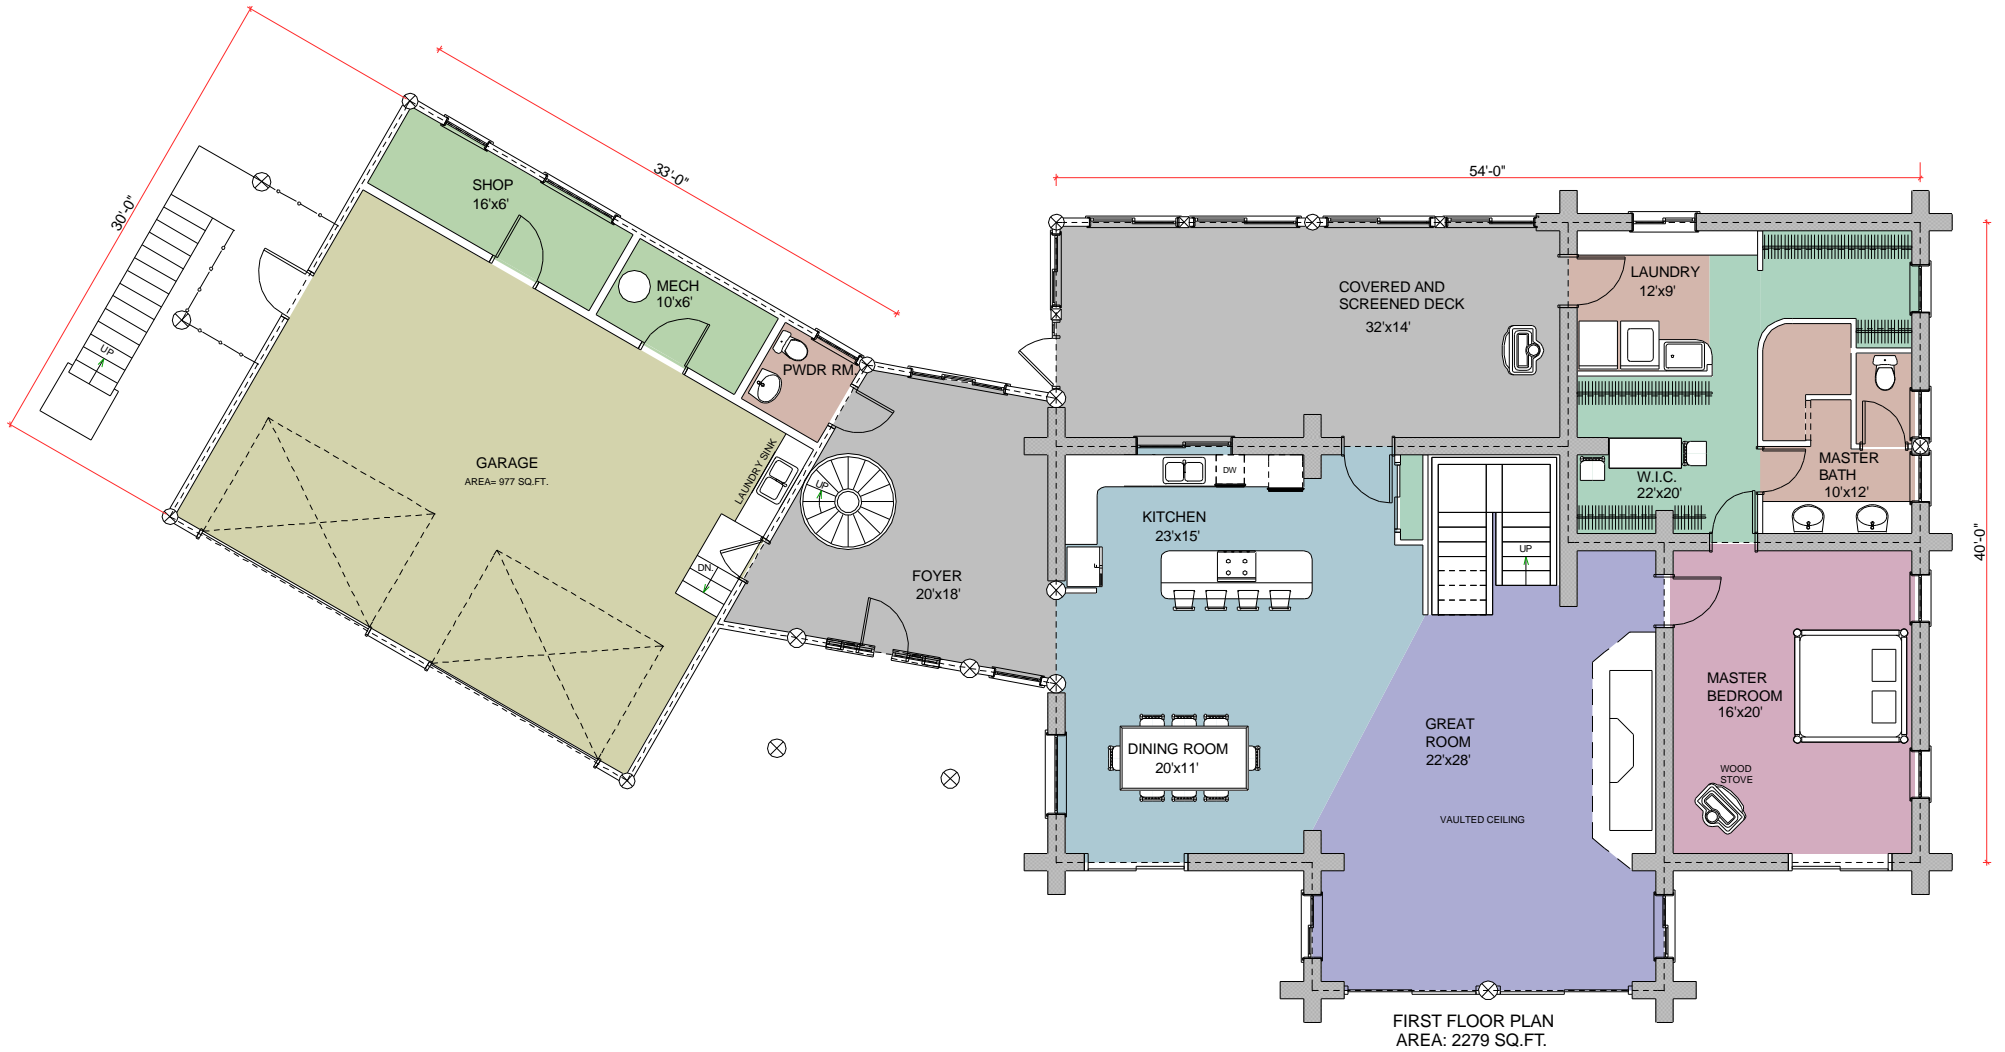 30'-0"
33'-0"
54'-0"
40'-0"
SHOP
16'x6'
MECH
10'x6'
PWDR RM.
UP
GARAGE
AREA= 977 SQ.FT.
LAUNDRY SINK
UP
DN.
FOYER
20'x18'
COVERED AND
SCREENED DECK
32'x14'
LAUNDRY
12'x9'
W.I.C.
22'x20'
MASTER
BATH
10'x12'
DW
KITCHEN
23'x15'
F
UP
DINING ROOM
20'x11'
GREAT
ROOM
22'x28'
VAULTED CEILING
MASTER
BEDROOM
16'x20'
WOOD
STOVE
FIRST FLOOR PLAN
AREA: 2279 SQ.FT.